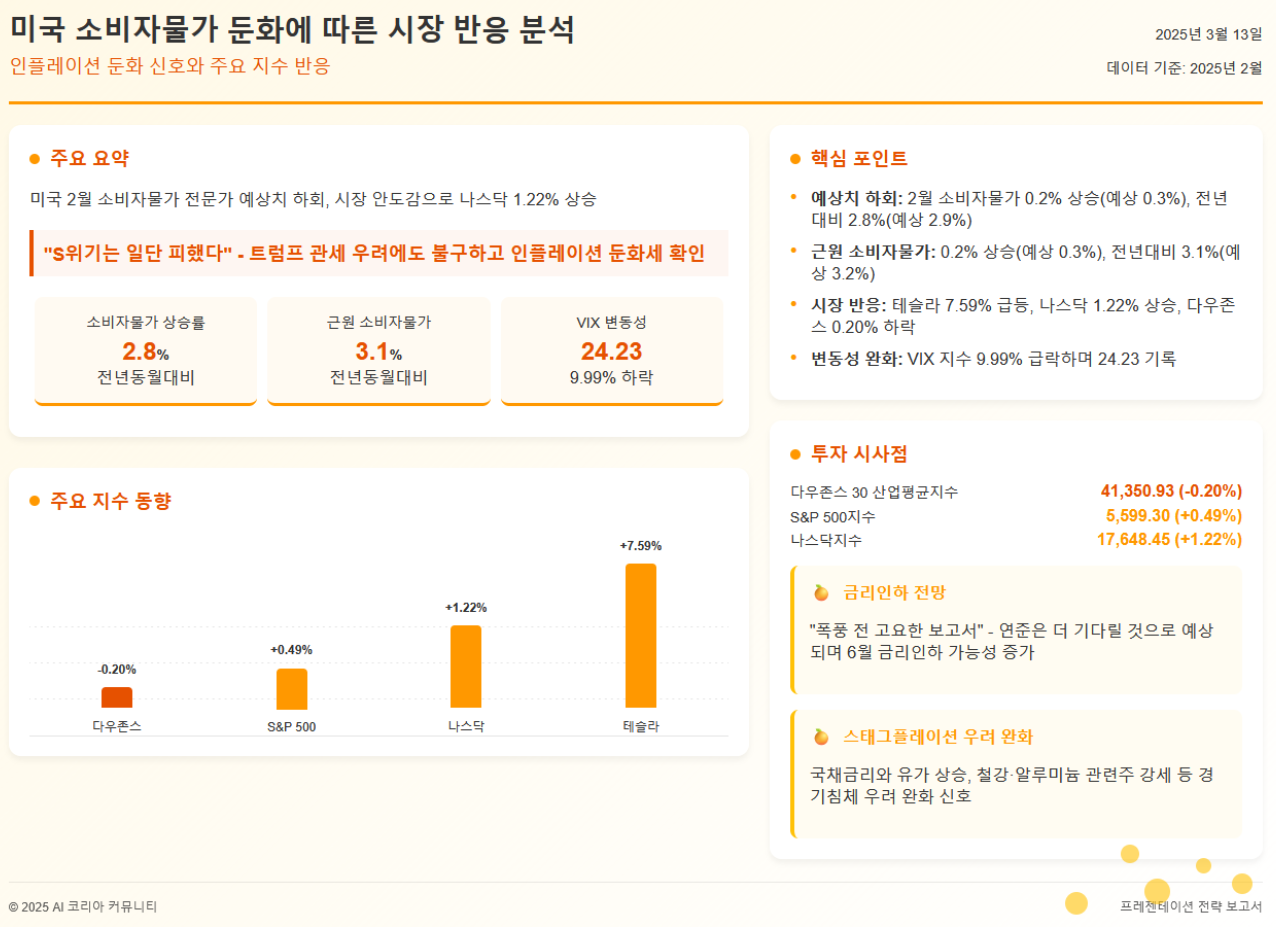 미국 소비자물가 둔화에 따른 시장 반응 분석
인플레이션 둔화 신호와 주요 지수 반응
2025년 3월 13일
데이터 기준: 2025년 2월
주요 요약
미국 2월 소비자물가 전문가 예상치 하회, 시장 안도감으로 나스닥 1.22% 상승
"S위기는 일단 피했다" - 트럼프 관세 우려에도 불구하고 인플레이션 둔화세 확인
소비자물가 상승률
2.8%
전년동월대비
근원 소비자물가
3.1%
전년동월대비
VIX 변동성
24.23
9.99% 하락
주요 지수 동향
-0.20%
+0.49%
+1.22%
+7.59%
다우존스
S&P 500
나스닥
테슬라
핵심 포인트
예상치 하회: 2월 소비자물가 0.2% 상승(예상 0.3%), 전년
대비 2.8%(예상 2.9%)
근원 소비자물가: 0.2% 상승(예상 0.3%), 전년대비 3.1%(예
상 3.2%)
시장 반응: 테슬라 7.59% 급등, 나스닥 1.22% 상승, 다우존
스 0.20% 하락
변동성 완화: VIX 지수 9.99% 급락하며 24.23 기록
투자 시사점
다우존스 30 산업평균지수 41,350.93 (-0.20%)
S&P 500지수 5,599.30 (+0.49%)
나스닥지수 17,648.45 (+1.22%)
금리인하 전망
"폭풍 전 고요한 보고서" - 연준은 더 기다릴 것으로 예상
되며 6월 금리인하 가능성 증가
스태그플레이션 우려 완화
국채금리와 유가 상승, 철강·알루미늄 관련주 강세 등 경
기침체 우려 완화 신호
© 2025 AI 코리아 커뮤니티
프레젠테이션 전략 보고서